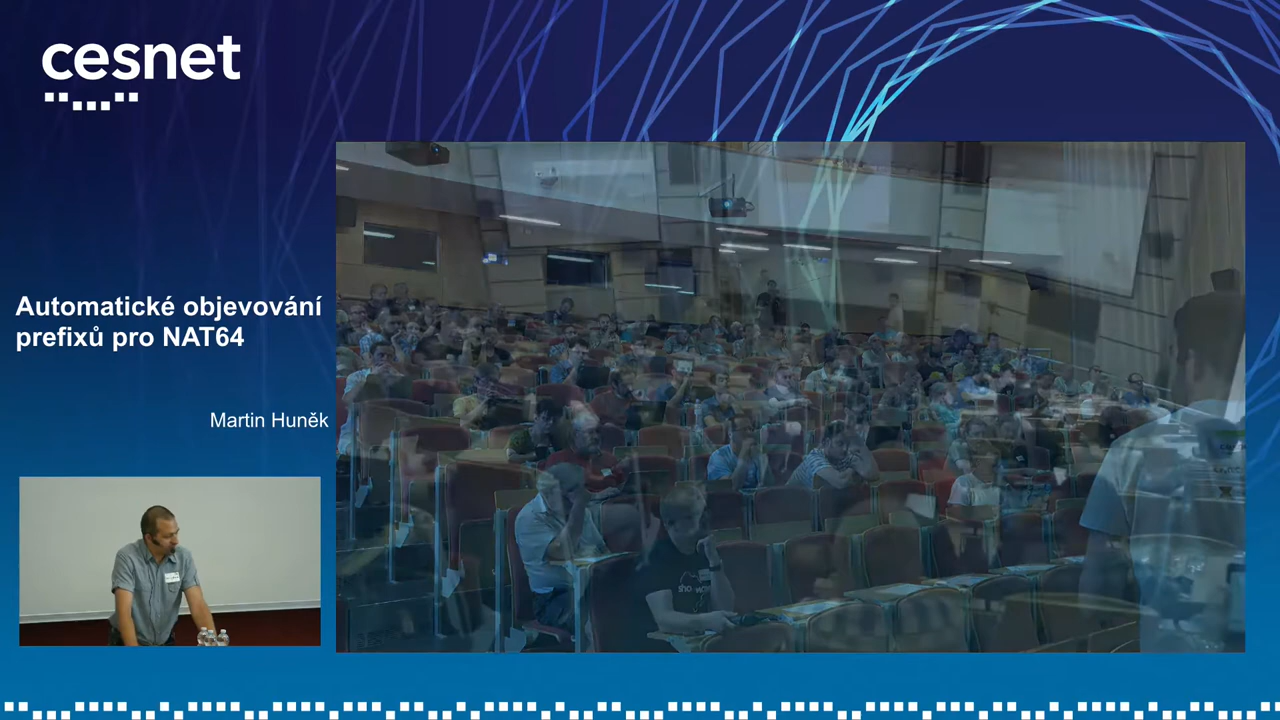 cesnet
Automatické objevování
prefixů pro NAT64
Martin Huněk